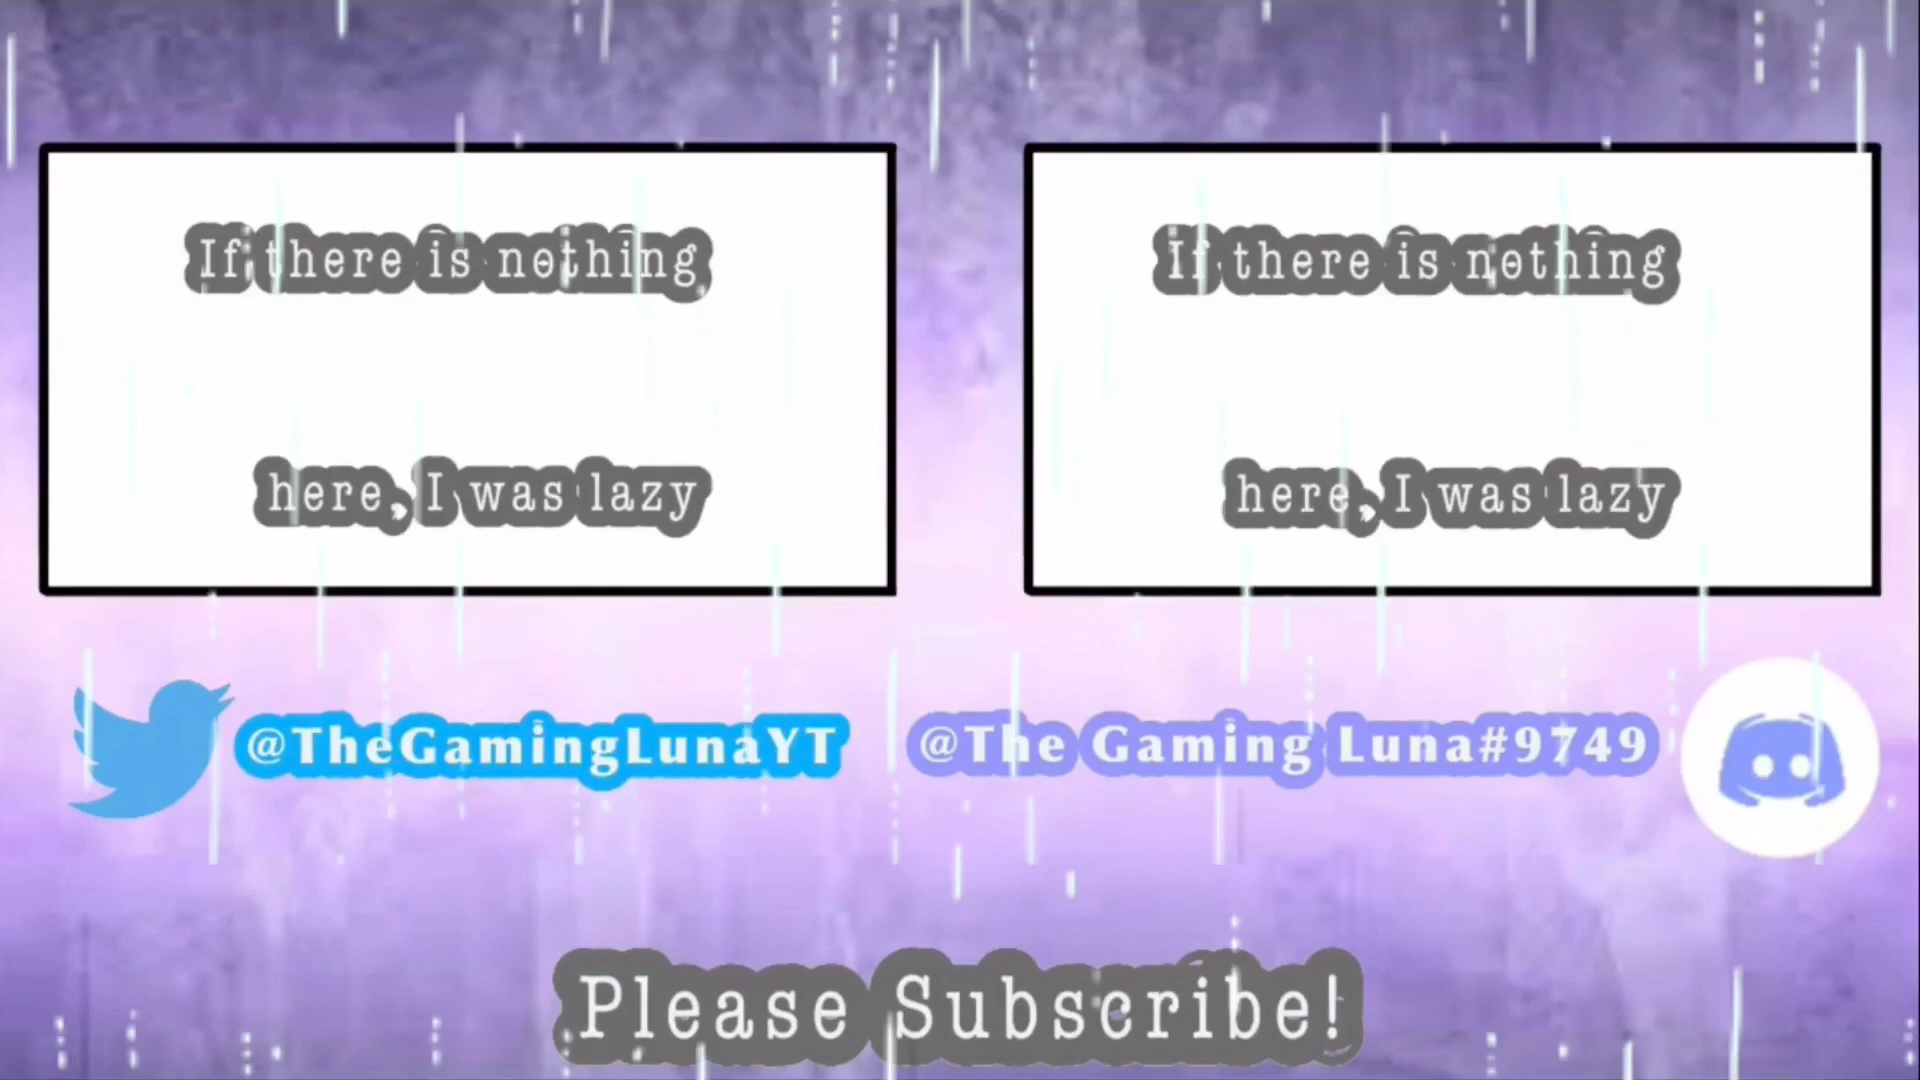 If there is nothing
here, I was lazy
If there is nothing
here, I was lazy
@TheGamingLunaYT
@The Gaming Luna#9749
Please Subscribe!